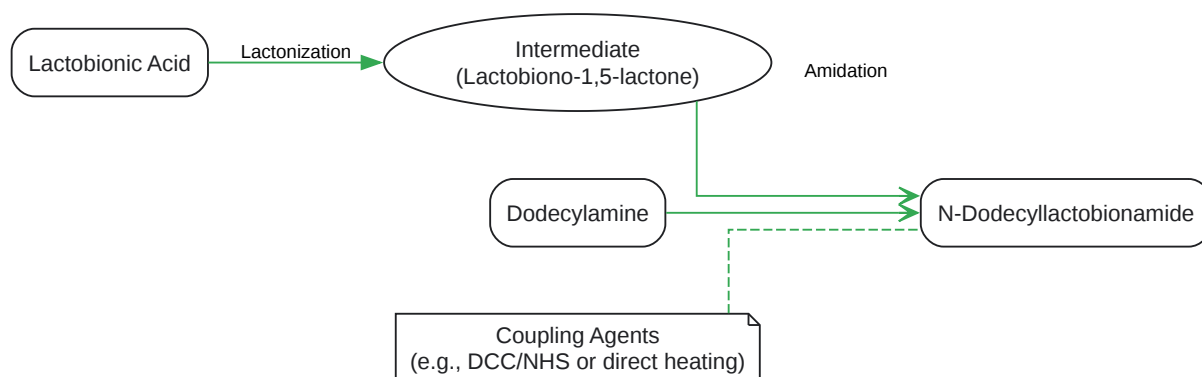 Lactobionic Acid
Lactonization
Intermediate
(Lactobiono-1,5-lactone)
Amidation
Dodecylamine
N-Dodecyllactobionamide
Coupling Agents
(e.g., DCC/NHS or direct heating)